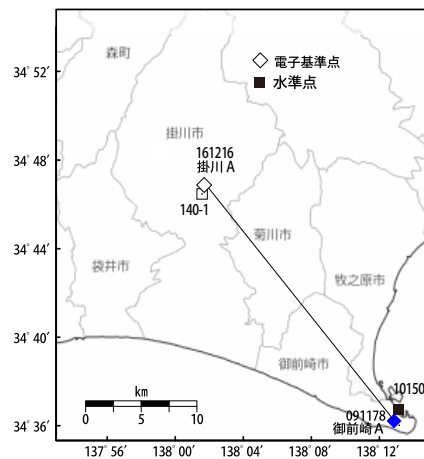 34° 52′
34° 48′
34° 44′
34° 40′
34° 36′
森町
◇ 電子基準点
■ 水準点
掛川市
161216
掛川 A
140-1
菊川市
袋井市
牧之原市
御前崎市
km
0 5 10
10150
091178
御前崎 A
137° 56′ 138° 00′ 138° 04′ 138° 08′ 138° 12′